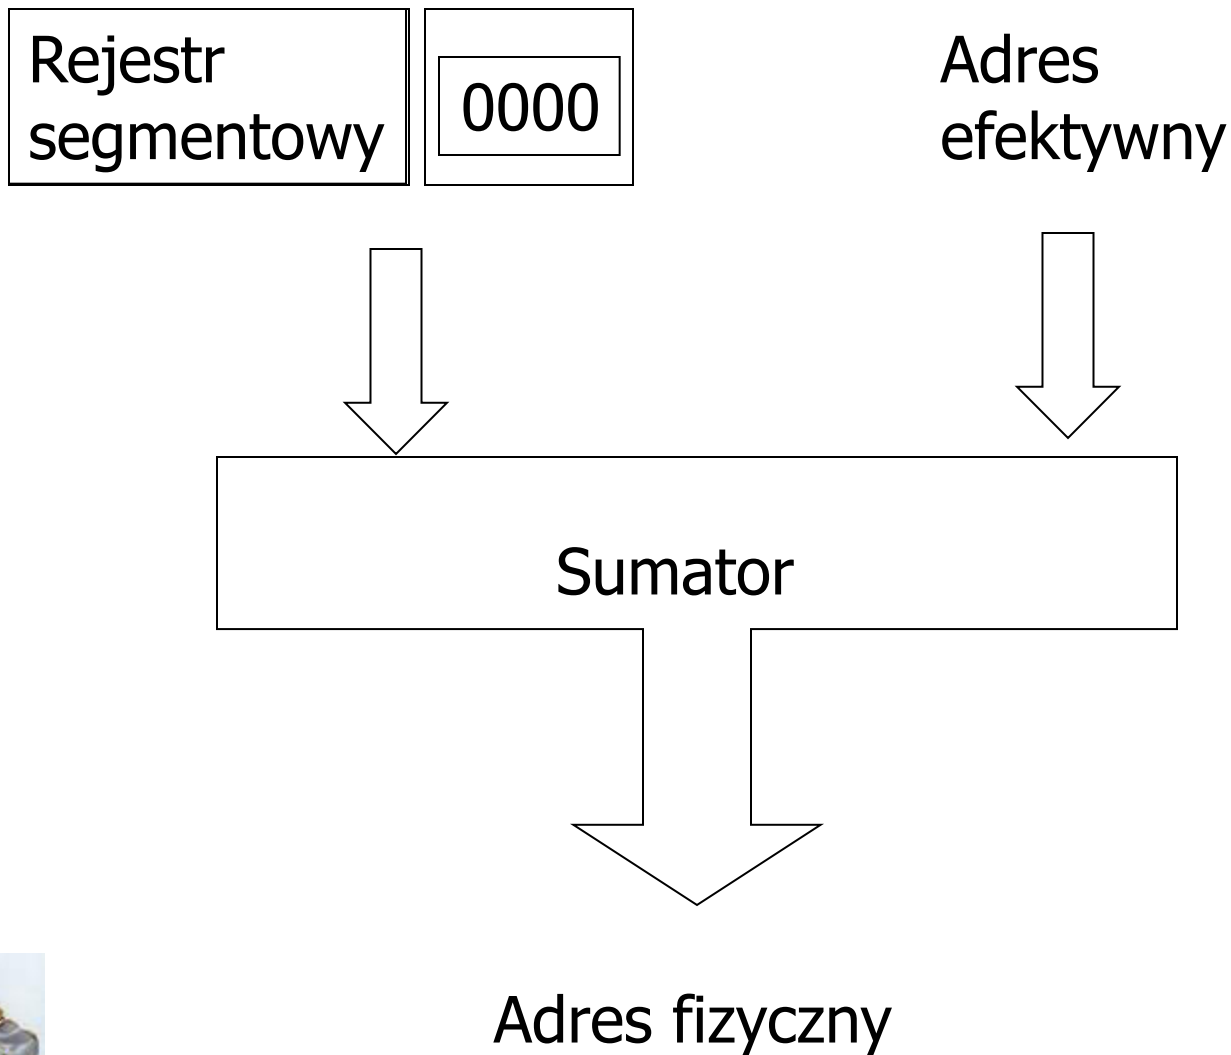 Rejestr
segmentowy
0000
Adres
efektywny
Sumator
Adres fizyczny